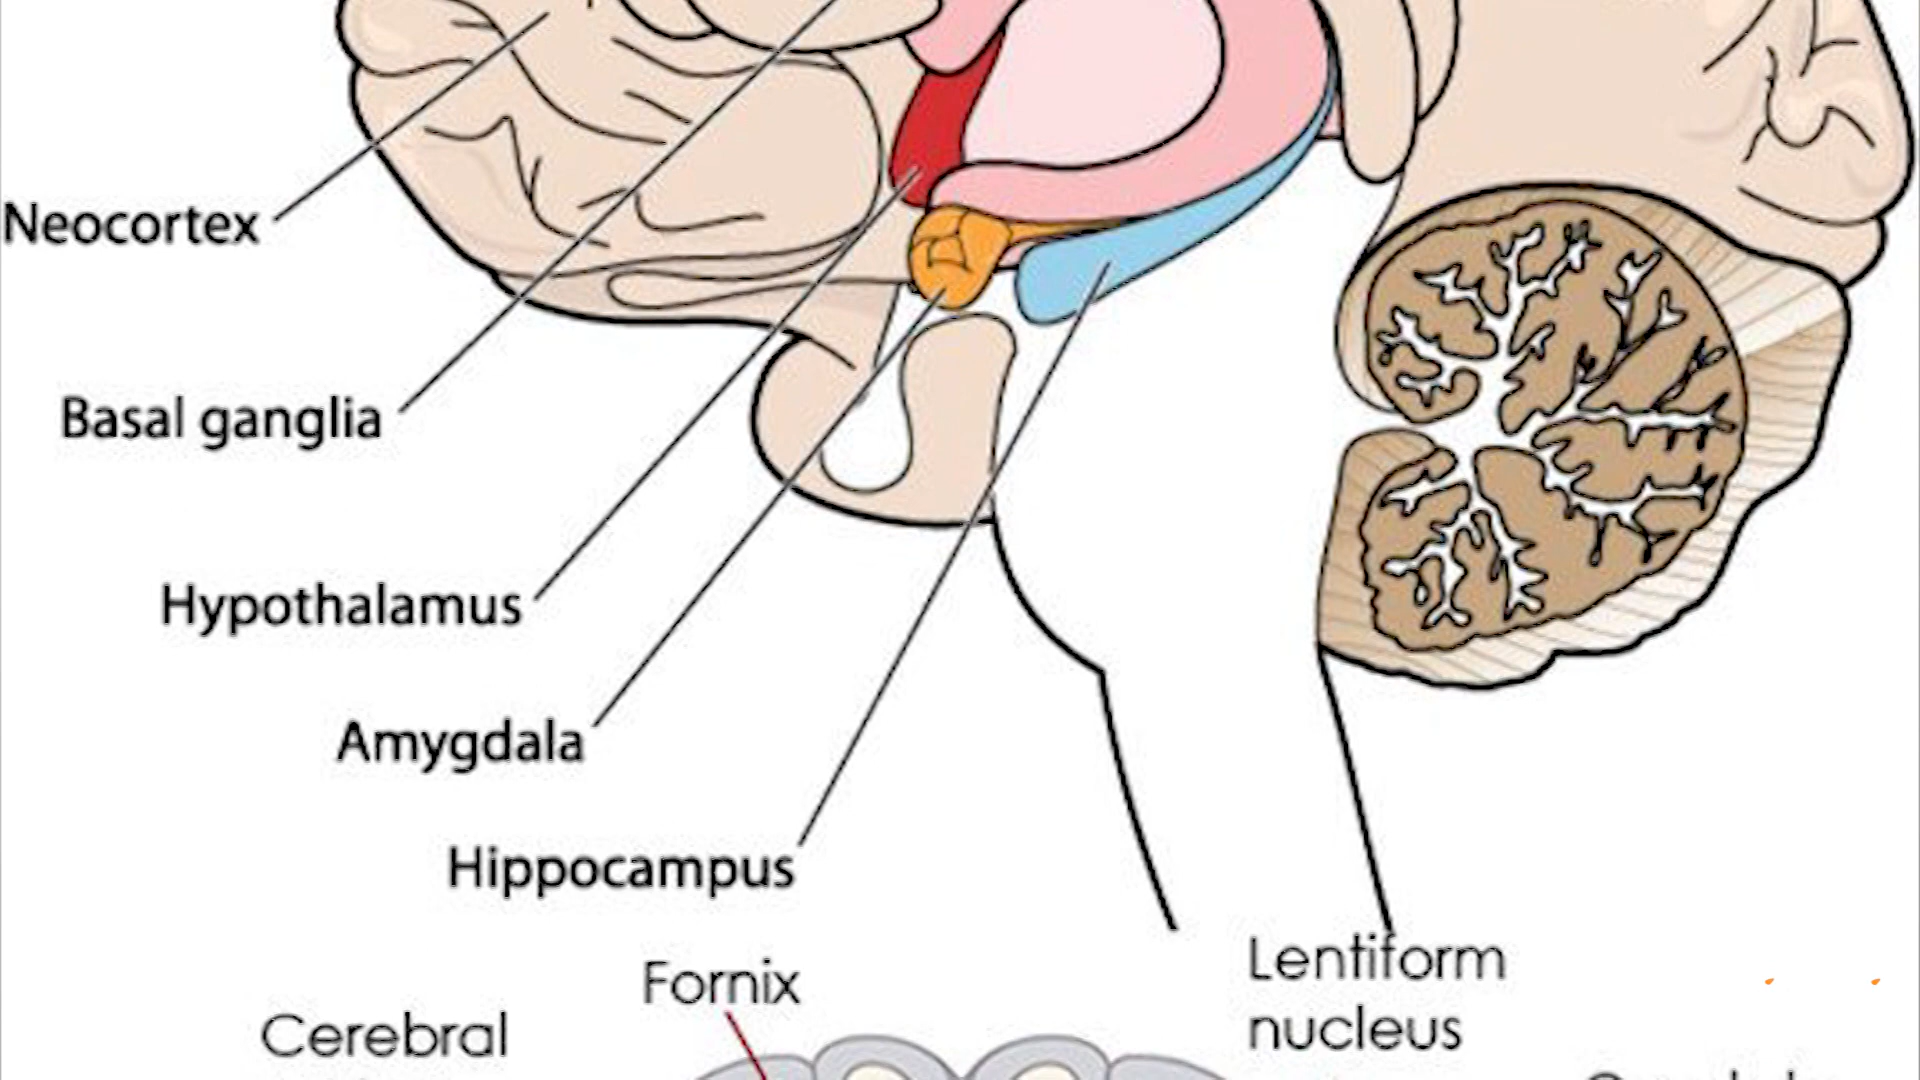 Neocortex
Basal ganglia
Hypothalamus
Amygdala
Hippocampus
Fornix
Lentiform
nucleus
Cerebral